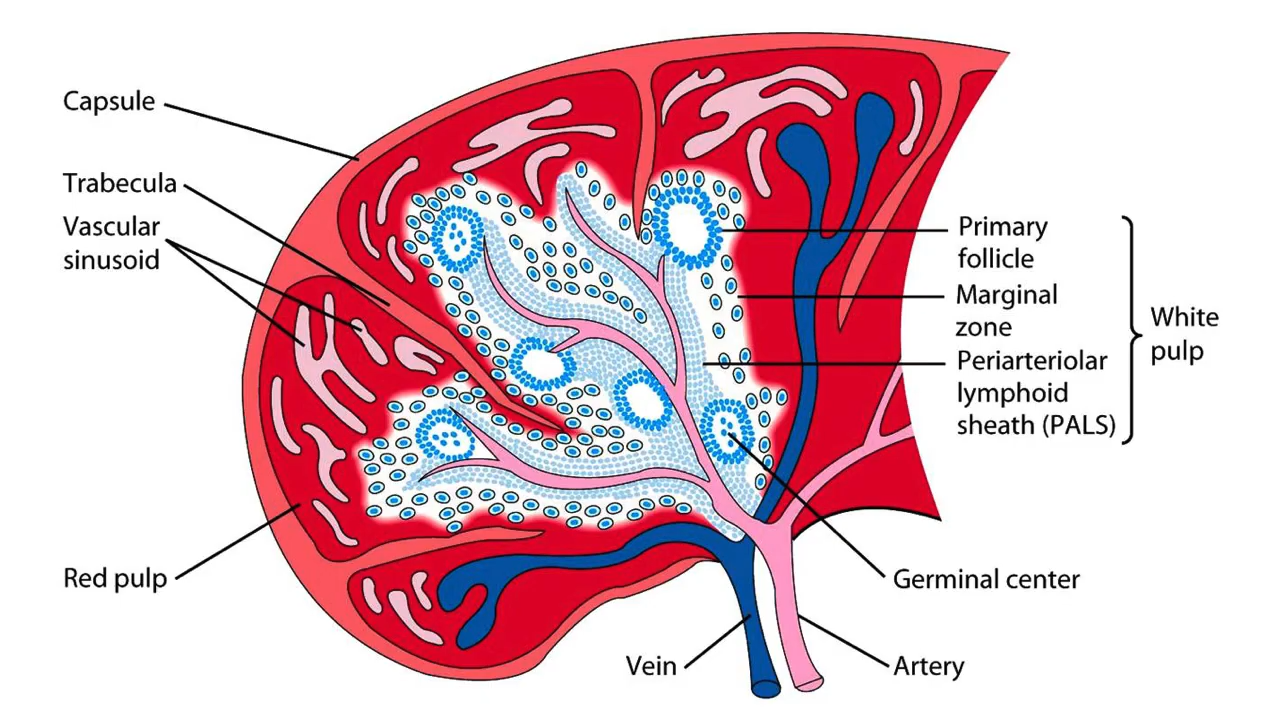 Capsule
Trabecula
Vascular
sinusoid
Red pulp
Primary
follicle
Marginal
zone
Periarteriolar
lymphoid
sheath (PALS)
White
pulp
Germinal center
Vein
Artery